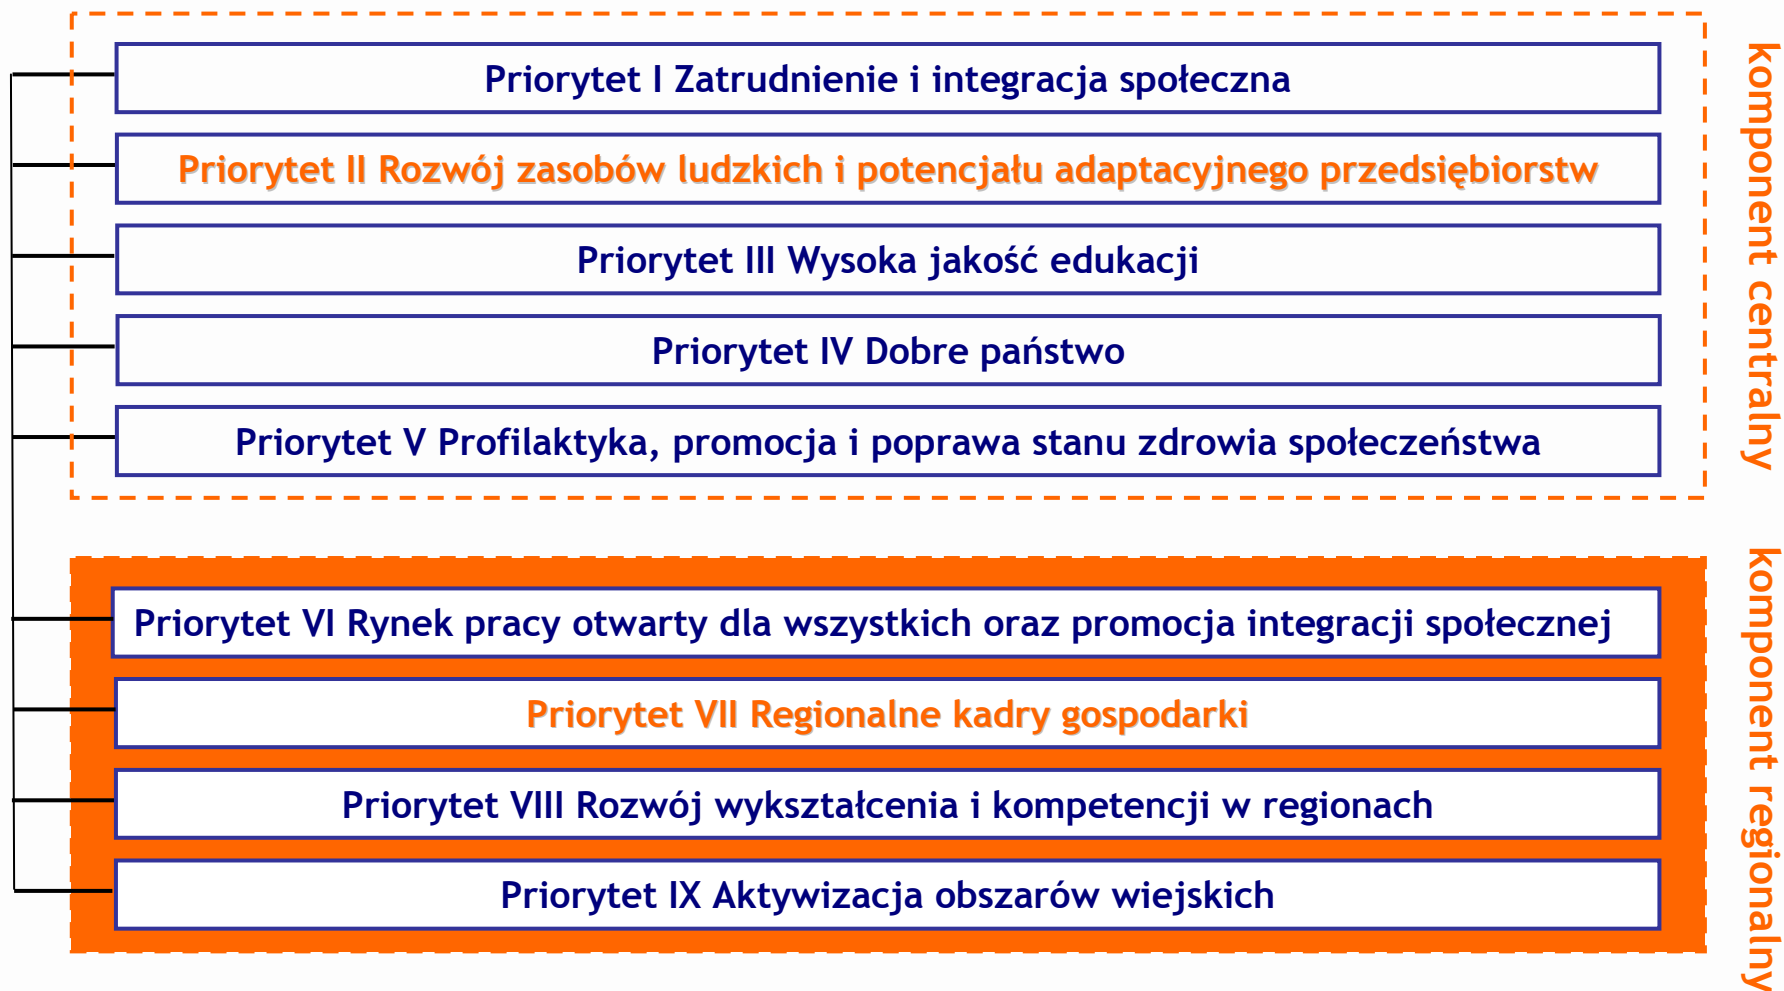 Priorytet I Zatrudnienie i integracja społeczna
Priorytet II Rozwój zasobów ludzkich i potencjału adaptacyjnego przedsiębiorstw
Priorytet III Wysoka jakość edukacji
Priorytet IV Dobre państwo
Priorytet V Profilaktyka, promocja i poprawa stanu zdrowia społeczeństwa
komponent centralny
Priorytet VI Rynek pracy otwarty dla wszystkich oraz promocja integracji społecznej
Priorytet VII Regionalne kadry gospodarki
Priorytet VIII Rozwój wykształcenia i kompetencji w regionach
Priorytet IX Aktywizacja obszarów wiejskich
komponent regionalny